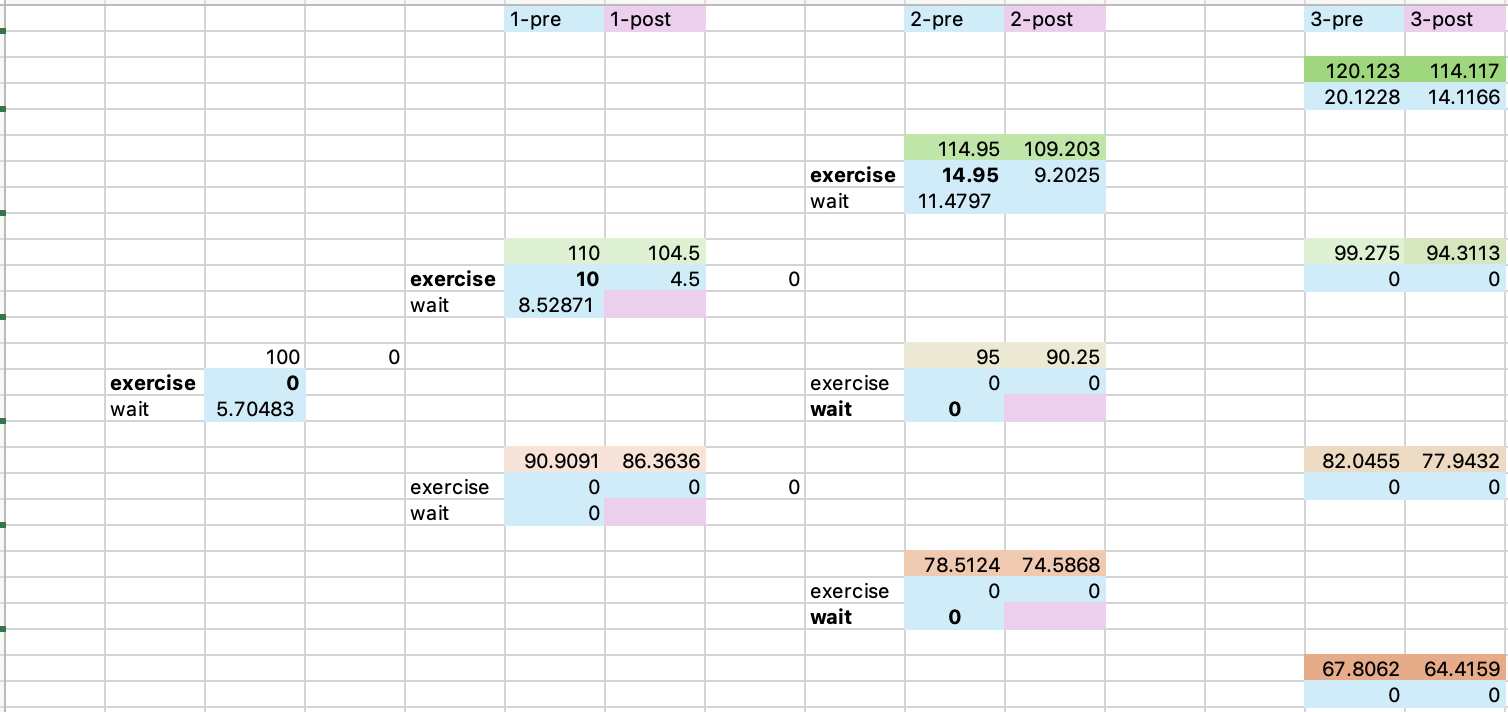 1-pre 1-post 2-pre 2-post 3-pre 3-post
120.123 114.117
20.1228 14.1166
114.95 109.203
exercise 14.95 9.2025
wait 11.4797
110 104.5 99.275 94.3113
exercise 10 4.5 0 0 0
wait 8.52871
100 0 95 90.25
exercise 0 exercise 0 0
wait 5.70483 wait 0
90.9091 86.3636 82.0455 77.9432
exercise 0 0 0 0 0
wait 0
78.5124 74.5868
exercise 0 0
wait 0
67.8062 64.4159
0 0